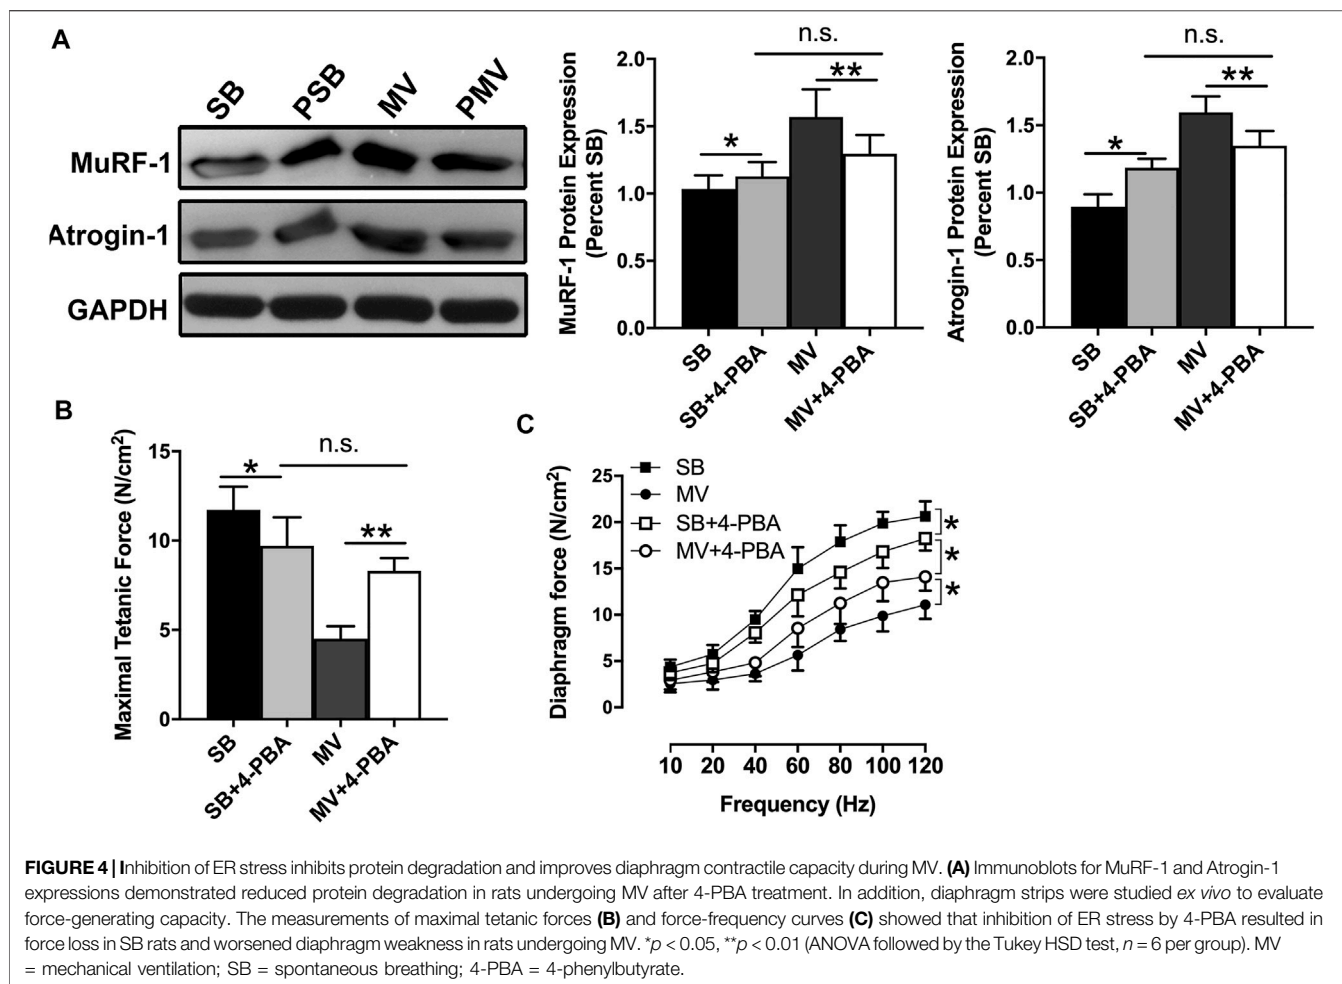 A
SB PSB MV PMV
MuRF-1
Atrogin-1
GAPDH
MuRF-1 Protein Expression
(Percent SB)
2.0
1.5
1.0
0.5
0.0
n.s.
**
*
SB SB+4-PBA MV MV+4-PBA
Atrogin-1 Protein Expression
(Percent SB)
2.0
1.5
1.0
0.5
0.0
n.s.
**
*
SB SB+4-PBA MV MV+4-PBA
B
Maximal Tetanic Force (N/cm²)
15
10
5
0
n.s.
*
**
SB SB+4-PBA MV MV+4-PBA
C
Diaphragm force (N/cm²)
25
20
15
10
5
0
SB
MV
SB+4-PBA
MV+4-PBA
*
*
*
10 20 40 60 80 100 120
Frequency (Hz)
FIGURE 4 | Inhibition of ER stress inhibits protein degradation and improves diaphragm contractile capacity during MV. (A) Immunoblots for MuRF-1 and Atrogin-1
expressions demonstrated reduced protein degradation in rats undergoing MV after 4-PBA treatment. In addition, diaphragm strips were studied ex vivo to evaluate
force-generating capacity. The measurements of maximal tetanic forces (B) and force-frequency curves (C) showed that inhibition of ER stress by 4-PBA resulted in
force loss in SB rats and worsened diaphragm weakness in rats undergoing MV. *p < 0.05, **p < 0.01 (ANOVA followed by the Tukey HSD test, n = 6 per group). MV
= mechanical ventilation; SB = spontaneous breathing; 4-PBA = 4-phenylbutyrate.